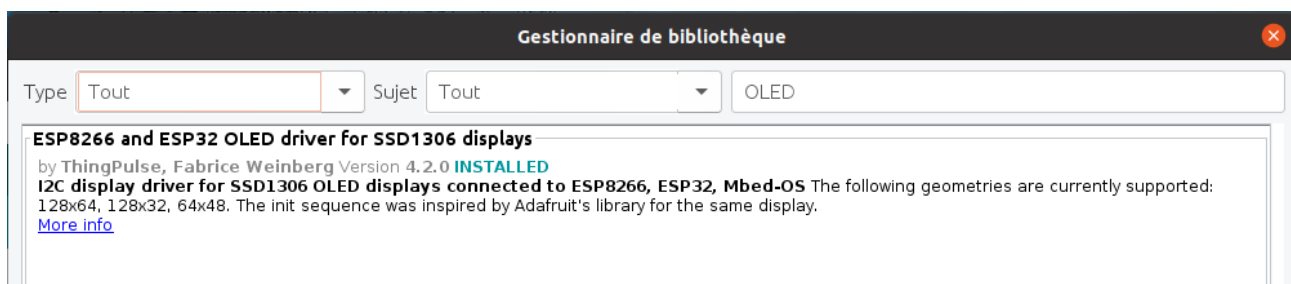 Gestionnaire de bibliothèque
Type Tout Sujet Tout OLED
ESP8266 and ESP32 OLED driver for SSD1306 displays
by ThingPulse, Fabrice Weinberg Version 4.2.0 INSTALLED
I2C display driver for SSD1306 OLED displays connected to ESP8266, ESP32, Mbed-OS The following geometries are currently supported:
128x64, 128x32, 64x48. The init sequence was inspired by Adafruit's library for the same display.
More info